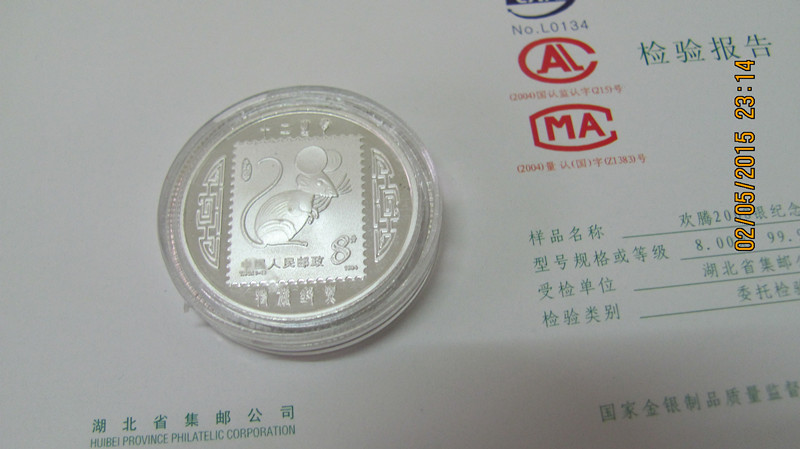 No.L0134
CAL
(2004)国认监认字(215)号
MA
(2004)量 认(国)字(Z1383)号
检验报告
样品名称 欢腾20
型号规格或等级 8.00 99.9
受检单位 湖北省集邮
检验类别 委托检验
国家金银制品质量监督
8分
中国人民邮政
1984
湖北省集邮公司
HUIBEI PROVINCE PHILATELIC CORPORATION
02/05/2015 23:14